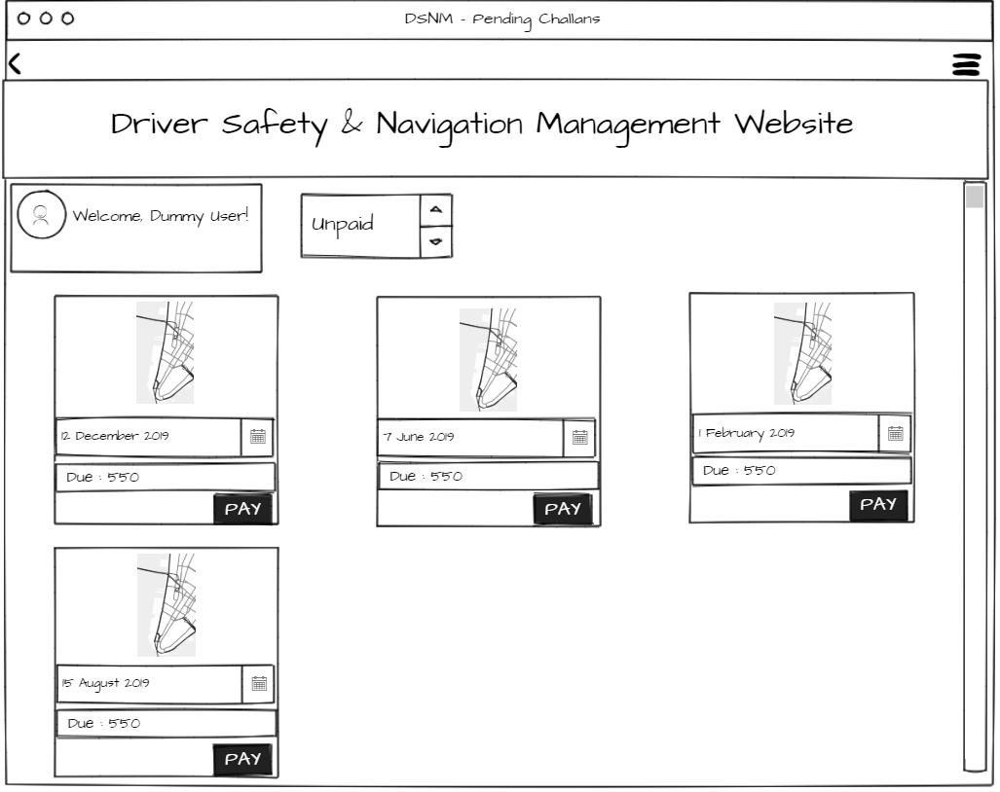 DSNM - Pending Challans
Driver Safety & Navigation Management Website
Welcome, Dummy User!
Unpaid
12 December 2019
Due : 550
PAY
7 June 2019
Due : 550
PAY
1 February 2019
Due : 550
PAY
15 August 2019
Due : 550
PAY